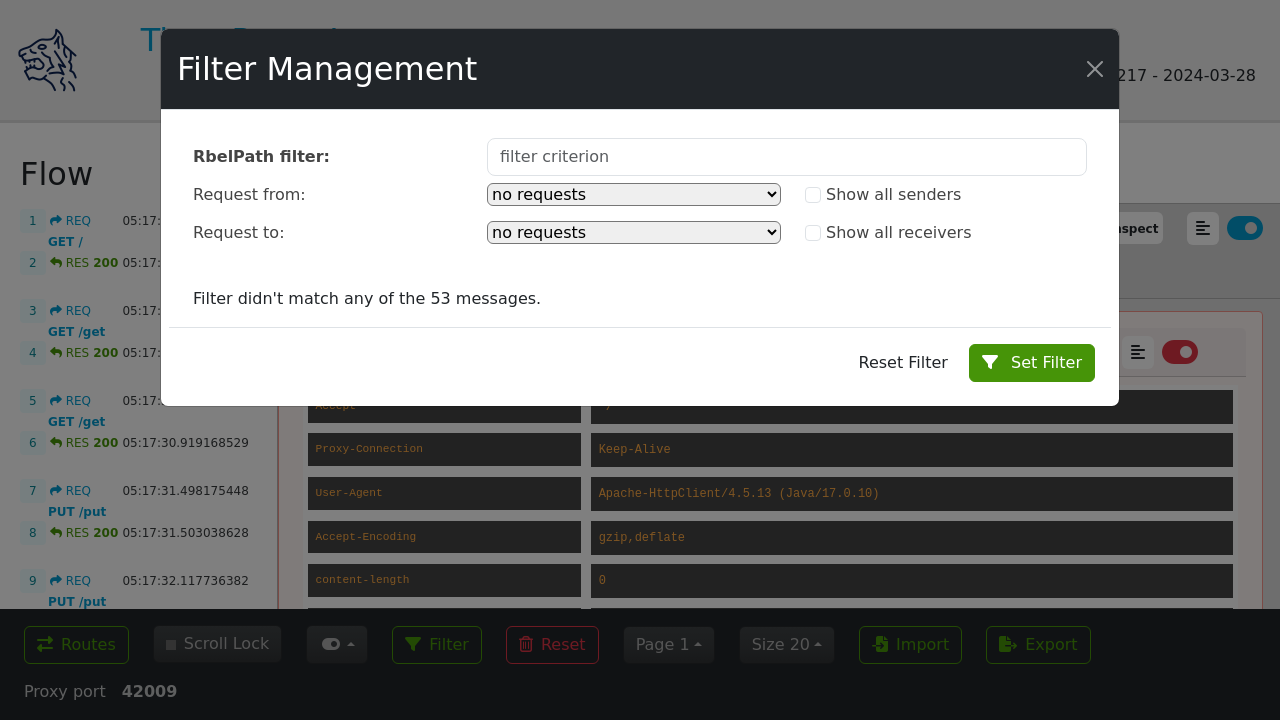 Filter Management
217 - 2024-03-28
RbelPath filter: filter criterion
Request from: no requests Show all senders
Request to: no requests Show all receivers
Filter didn't match any of the 53 messages.
Reset Filter Set Filter
Flow
1 REQ 05:17:
GET /
2 RES 200 05:17:
3 REQ 05:17:
GET /get
4 RES 200 05:17:
5 REQ 05:17:
GET /get
6 RES 200 05:17:30.919168529
7 REQ 05:17:31.498175448
PUT /put
8 RES 200 05:17:31.503038628
9 REQ 05:17:32.117736382
PUT /put
nspect
Accept
Proxy-Connection Keep-Alive
User-Agent Apache-HttpClient/4.5.13 (Java/17.0.10)
Accept-Encoding gzip,deflate
content-length 0
Routes Scroll Lock Filter Reset Page 1 Size 20 Import Export
Proxy port 42009